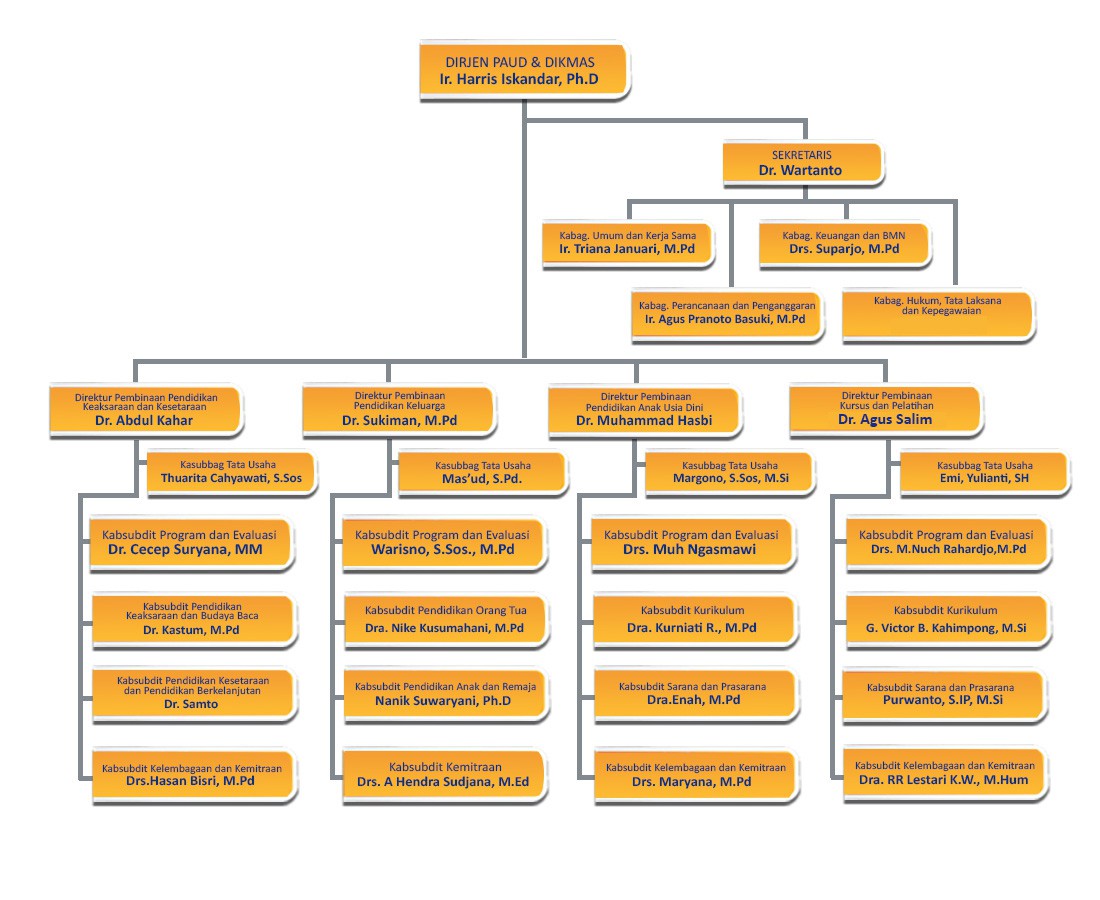 DIRJEN PAUD & DIKMAS
Ir. Harris Iskandar, Ph.D
SEKRETARIS
Dr. Wartanto
Kabag. Umum dan Kerja Sama
Ir. Triana Januari, M.Pd
Kabag. Keuangan dan BMN
Drs. Suparjo, M.Pd
Kabag. Perancanaan dan Penganggaran
Ir. Agus Pranoto Basuki, M.Pd
Kabag. Hukum, Tata Laksana
dan Kepegawaian
Direktur Pembinaan Pendidikan
Keaksaraan dan Kesetaraan
Dr. Abdul Kahar
Direktur Pembinaan
Pendidikan Keluarga
Dr. Sukiman, M.Pd
Direktur Pembinaan
Pendidikan Anak Usia Dini
Dr. Muhammad Hasbi
Direktur Pembinaan
Kursus dan Pelatihan
Dr. Agus Salim
Kasubbag Tata Usaha
Thuarita Cahyawati, S.Sos
Kasubbag Tata Usaha
Mas’ud, S.Pd.
Kasubbag Tata Usaha
Margono, S.Sos, M.Si
Kasubbag Tata Usaha
Emi, Yulianti, SH
Kabsubdit Program dan Evaluasi
Dr. Cecep Suryana, MM
Kabsubdit Program dan Evaluasi
Warisno, S.Sos., M.Pd
Kabsubdit Program dan Evaluasi
Drs. Muh Ngasmawi
Kabsubdit Program dan Evaluasi
Drs. M.Nuch Rahardjo,M.Pd
Kabsubdit Pendidikan
Keaksaraan dan Budaya Baca
Dr. Kastum, M.Pd
Kabsubdit Pendidikan Orang Tua
Dra. Nike Kusumahani, M.Pd
Kabsubdit Kurikulum
Dra. Kurniati R., M.Pd
Kabsubdit Kurikulum
G. Victor B. Kahimpong, M.Si
Kabsubdit Pendidikan Kesetaraan
dan Pendidikan Berkelanjutan
Dr. Samto
Kabsubdit Pendidikan Anak dan Remaja
Nanik Suwaryani, Ph.D
Kabsubdit Sarana dan Prasarana
Dra.Enah, M.Pd
Kabsubdit Sarana dan Prasarana
Purwanto, S.IP, M.Si
Kabsubdit Kelembagaan dan Kemitraan
Drs.Hasan Bisri, M.Pd
Kabsubdit Kemitraan
Drs. A Hendra Sudjana, M.Ed
Kabsubdit Kelembagaan dan Kemitraan
Drs. Maryana, M.Pd
Kabsubdit Kelembagaan dan Kemitraan
Dra. RR Lestari K.W., M.Hum